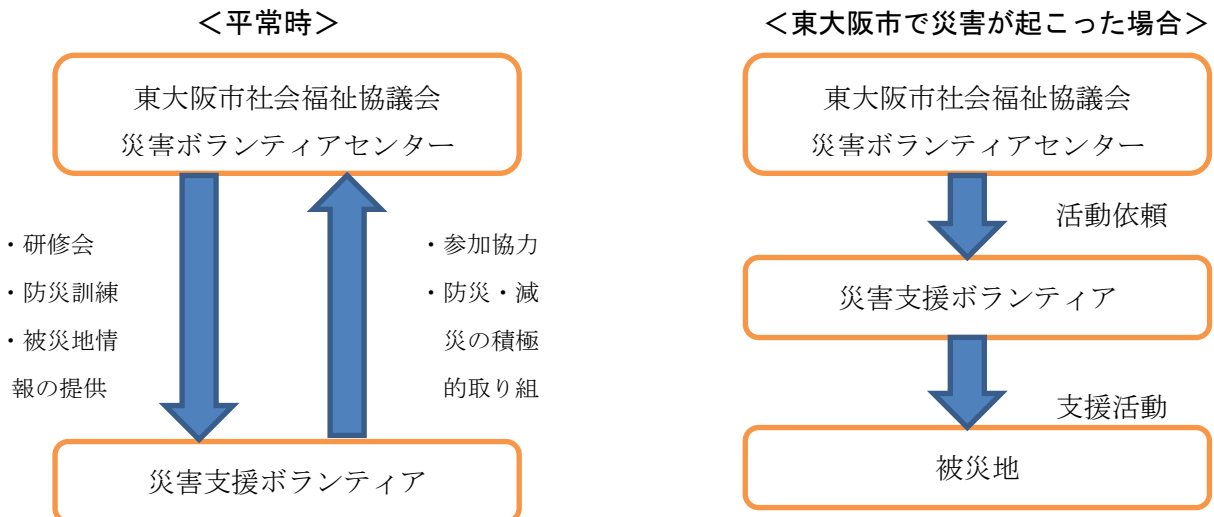 ＜平常時＞
東大阪市社会福祉協議会
災害ボランティアセンター
・研修会
・防災訓練
・被災地情
報の提供
・参加協力
・防災・減
災の積極
的取り組
災害支援ボランティア
＜東大阪市で災害が起こった場合＞
東大阪市社会福祉協議会
災害ボランティアセンター
活動依頼
災害支援ボランティア
支援活動
被災地